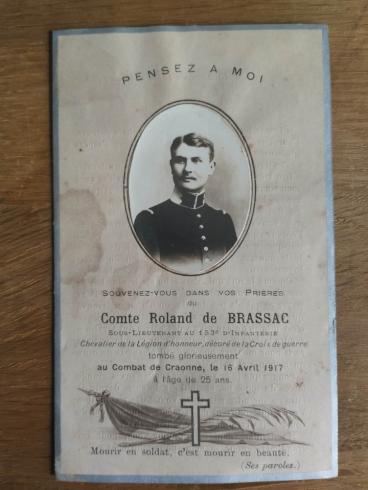 PENSEZ A MOI
SOUVENEZ-VOUS DANS VOS PRIÈRES
du
Comte Roland de BRASSAC
SOUS-LIEUTENANT AU 153e D'INFANTERIE
Chevalier de la Légion d'honneur, décoré de la Croix de guerre
tombé glorieusement
au Combat de Craonne, le 16 Avril 1917
à l'âge de 25 ans.
Mourir en soldat, c'est mourir en beauté.
(Ses paroles.)